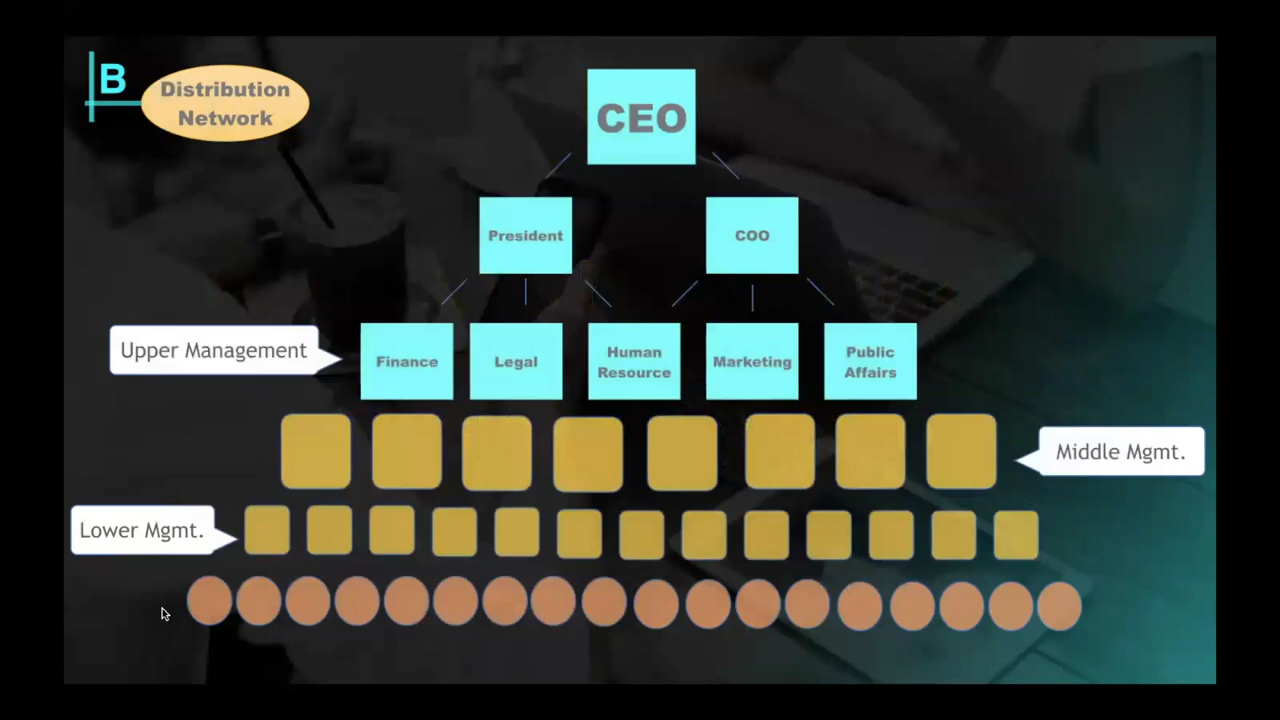 B
Distribution
Network
CEO
President
COO
Upper Management
Finance
Legal
Human
Resource
Marketing
Public
Affairs
Middle Mgmt.
Lower Mgmt.